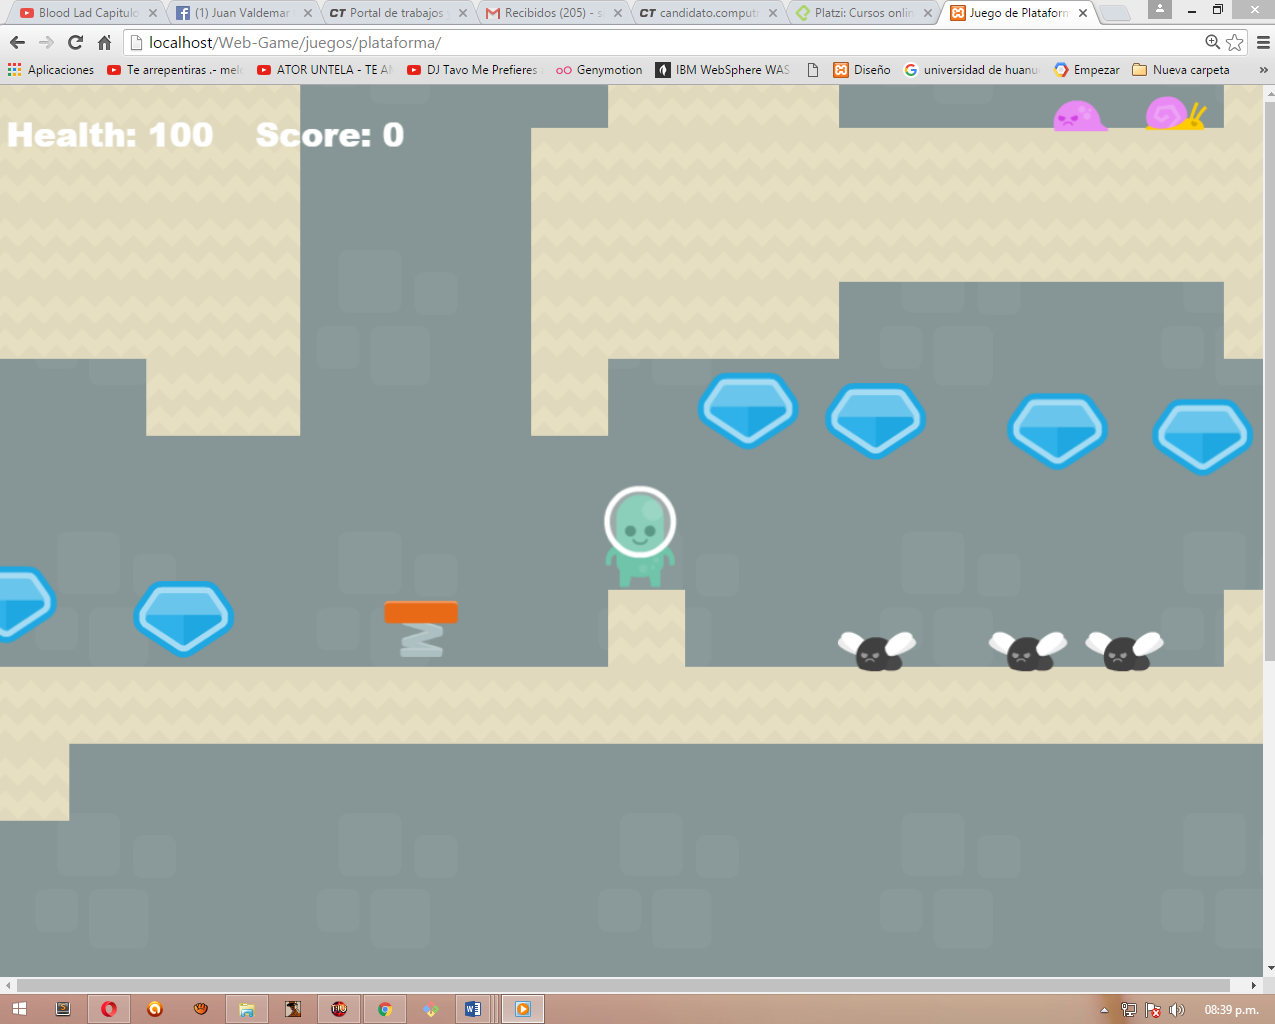 Blood Lad Capitulo
(1) Juan Valdemar
CT Portal de trabajos y
Recibidos (205) - s
CT candidato.comput
Platzi: Cursos onlin
Juego de Plataform
localhost/Web-Game/juegos/plataforma/
Aplicaciones
Te arrepentiras .- mel
ATOR UNTELA - TE A
DJ Tavo Me Prefieres
Genymotion
IBM WebSphere WAS
Diseño
universidad de huanu
Empezar
Nueva carpeta
»
Health: 100 Score: 0
08:39 p.m.